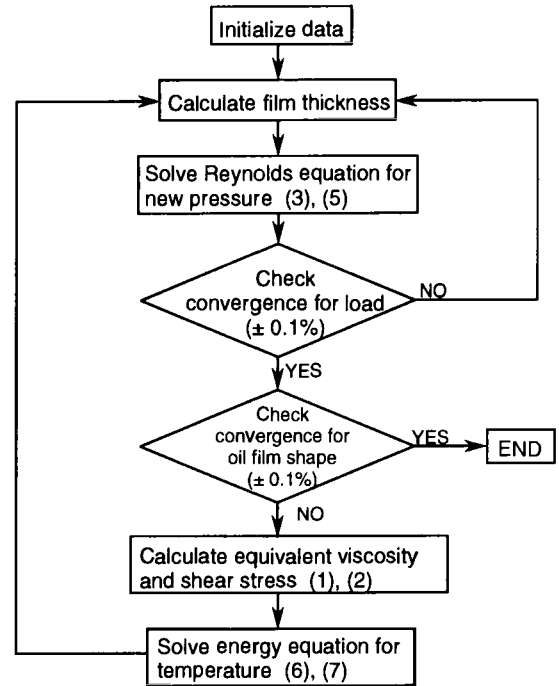 Initialize data
Calculate film thickness
Solve Reynolds equation for
new pressure (3), (5)
Check
convergence for load
(± 0.1%)
NO
YES
Check
convergence for
oil film shape
(± 0.1%)
YES
END
NO
Calculate equivalent viscosity
and shear stress (1), (2)
Solve energy equation for
temperature (6), (7)